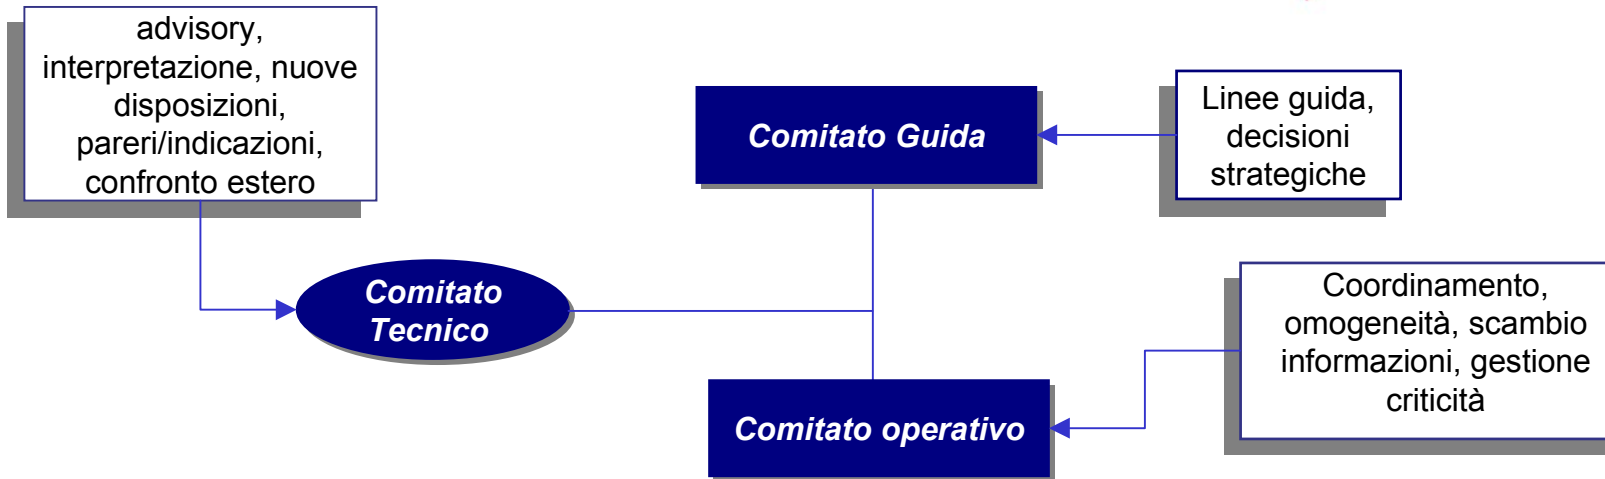 advisory,
interpretazione, nuove
disposizioni,
pareri/indicazioni,
confronto estero
Comitato Guida
Linee guida,
decisioni
strategiche
Comitato
Tecnico
Coordinamento,
omogeneità, scambio
informazioni, gestione
criticità
Comitato operativo